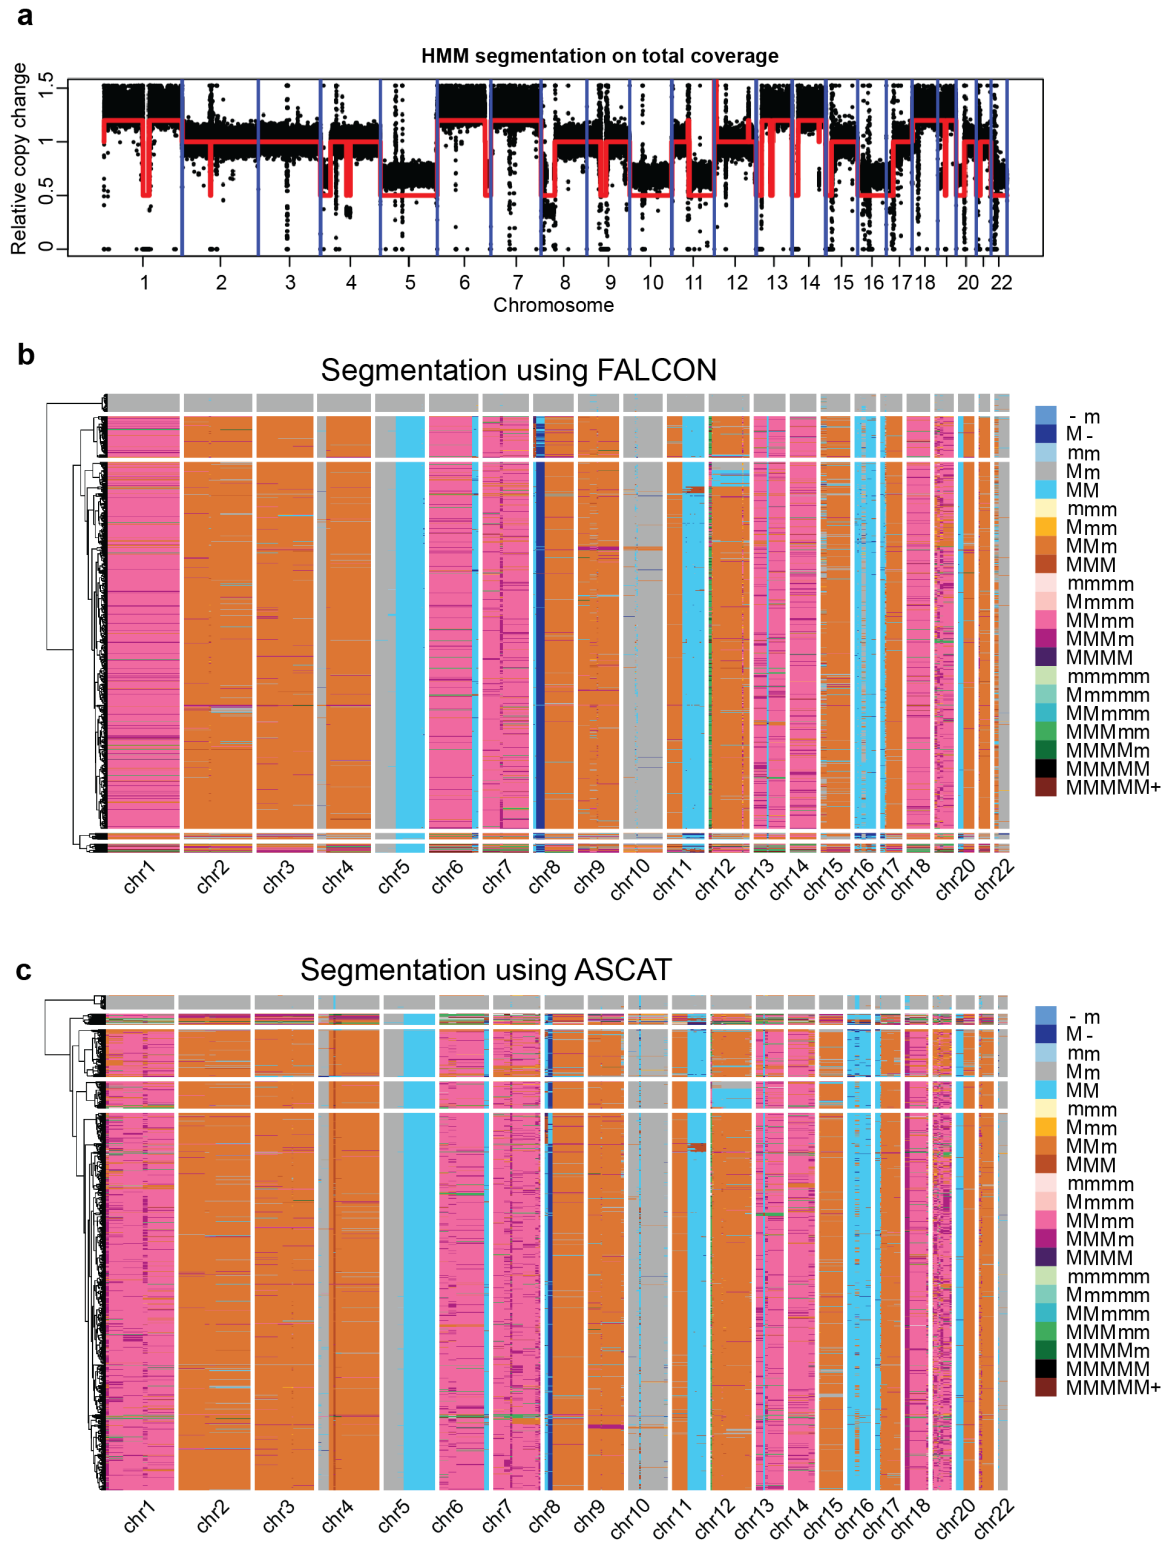 a
HMM segmentation on total coverage
Relative copy change
1.5
1
0.5
0
1 2 3 4 5 6 7 8 9 10 11 12 13 14 15 16 17 18 20 22
Chromosome
b
Segmentation using FALCON
- m
M -
mm
Mm
MM
mmm
Mmm
MMm
MMM
mmmm
Mmmm
MMmm
MMMm
MMMM
mmmmm
Mmmmm
MMmmm
MMMmm
MMMMm
MMMMM
MMMMM+
chr1 chr2 chr3 chr4 chr5 chr6 chr7 chr8 chr9 chr10 chr11 chr12 chr13 chr14 chr15 chr16 chr17 chr18 chr20 chr22
c
Segmentation using ASCAT
- m
M -
mm
Mm
MM
mmm
Mmm
MMm
MMM
mmmm
Mmmm
MMmm
MMMm
MMMM
mmmmm
Mmmmm
MMmmm
MMMmm
MMMMm
MMMMM
MMMMM+
chr1 chr2 chr3 chr4 chr5 chr6 chr7 chr8 chr9 chr10 chr11 chr12 chr13 chr14 chr15 chr16 chr17 chr18 chr20 chr22